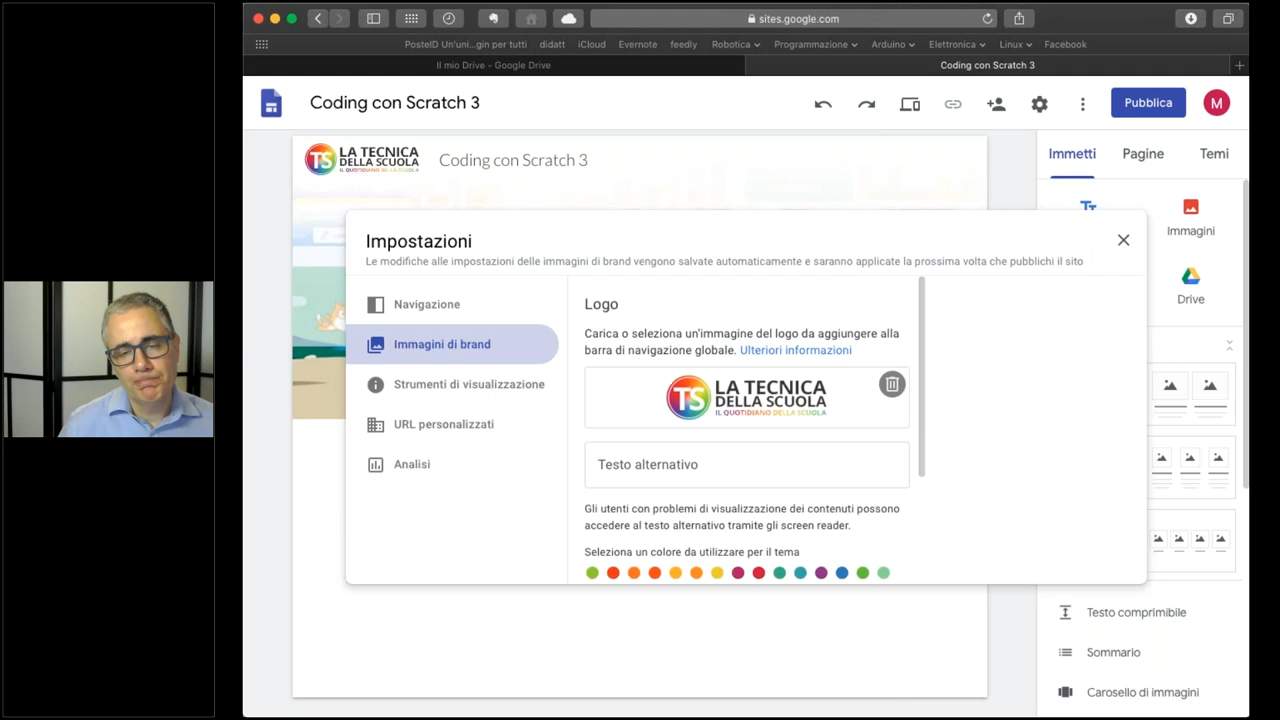 sites.google.com
PosteID Un'uni...gin per tutti
didatt
iCloud
Evernote
feedly
Robotica
Programmazione
Arduino
Elettronica
Linux
Facebook
Il mio Drive - Google Drive
Coding con Scratch 3
Coding con Scratch 3
Pubblica
M
Immetti
Pagine
Temi
TS LA TECNICA
DELLA SCUOLA
IL QUOTIDIANO DELLA SCUOLA
Coding con Scratch 3
Tт
Immagini
Drive
Impostazioni
Le modifiche alle impostazioni delle immagini di brand vengono salvate automaticamente e saranno applicate la prossima volta che pubblichi il sito
Navigazione
Immagini di brand
Strumenti di visualizzazione
URL personalizzati
Analisi
Logo
Carica o seleziona un'immagine del logo da aggiungere alla
barra di navigazione globale. Ulteriori informazioni
TS LA TECNICA
DELLA SCUOLA
IL QUOTIDIANO DELLA SCUOLA
Testo alternativo
Gli utenti con problemi di visualizzazione dei contenuti possono
accedere al testo alternativo tramite gli screen reader.
Seleziona un colore da utilizzare per il tema
Testo comprimibile
Sommario
Carosello di immagini